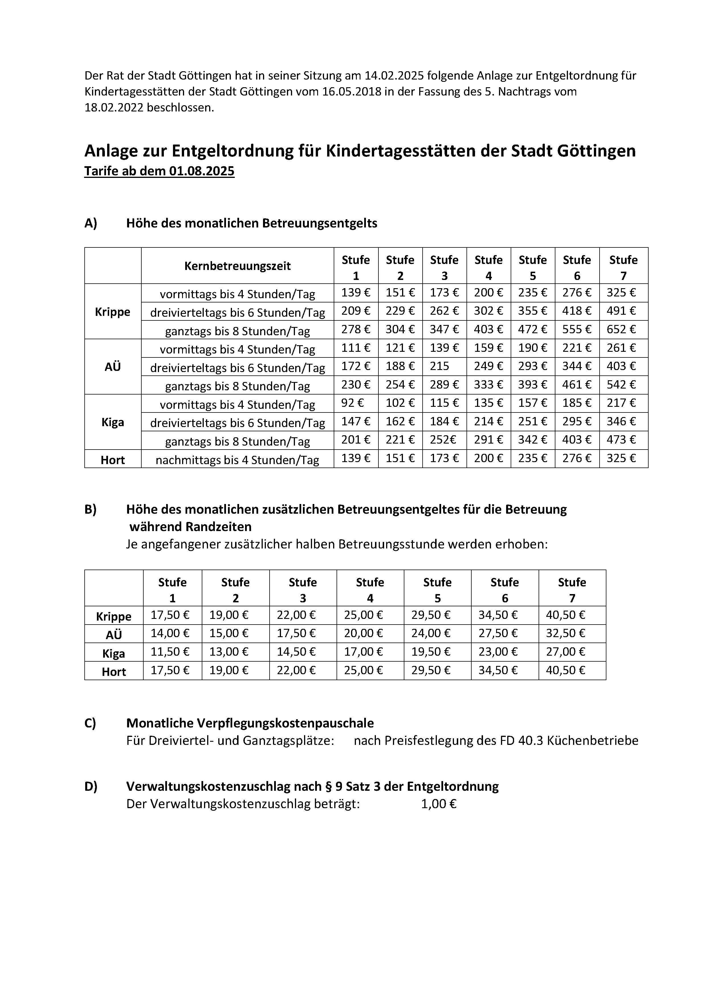 Der Rat der Stadt Göttingen hat in seiner Sitzung am 14.02.2025 folgende Anlage zur Entgeltordnung für
Kindertagesstätten der Stadt Göttingen vom 16.05.2018 in der Fassung des 5. Nachtrags vom
18.02.2022 beschlossen.
Anlage zur Entgeltordnung für Kindertagesstätten der Stadt Göttingen
Tarife ab dem 01.08.2025
A) Höhe des monatlichen Betreuungsentgelts
Kernbetreuungszeit Stufe 1 Stufe 2 Stufe 3 Stufe 4 Stufe 5 Stufe 6 Stufe 7
Krippe vormittags bis 4 Stunden/Tag 139 € 151 € 173 € 200 € 235 € 276 € 325 €
dreivierteltags bis 6 Stunden/Tag 209 € 229 € 262 € 302 € 355 € 418 € 491 €
ganztags bis 8 Stunden/Tag 278 € 304 € 347 € 403 € 472 € 555 € 652 €
AÜ vormittags bis 4 Stunden/Tag 111 € 121 € 139 € 159 € 190 € 221 € 261 €
dreivierteltags bis 6 Stunden/Tag 172 € 188 € 215 249 € 293 € 344 € 403 €
ganztags bis 8 Stunden/Tag 230 € 254 € 289 € 333 € 393 € 461 € 542 €
Kiga vormittags bis 4 Stunden/Tag 92 € 102 € 115 € 135 € 157 € 185 € 217 €
dreivierteltags bis 6 Stunden/Tag 147 € 162 € 184 € 214 € 251 € 295 € 346 €
ganztags bis 8 Stunden/Tag 201 € 221 € 252€ 291 € 342 € 403 € 473 €
Hort nachmittags bis 4 Stunden/Tag 139 € 151 € 173 € 200 € 235 € 276 € 325 €
B) Höhe des monatlichen zusätzlichen Betreuungsentgeltes für die Betreuung
während Randzeiten
Je angefangener zusätzlicher halben Betreuungsstunde werden erhoben:
Stufe 1 Stufe 2 Stufe 3 Stufe 4 Stufe 5 Stufe 6 Stufe 7
Krippe 17,50 € 19,00 € 22,00 € 25,00 € 29,50 € 34,50 € 40,50 €
AÜ 14,00 € 15,00 € 17,50 € 20,00 € 24,00 € 27,50 € 32,50 €
Kiga 11,50 € 13,00 € 14,50 € 17,00 € 19,50 € 23,00 € 27,00 €
Hort 17,50 € 19,00 € 22,00 € 25,00 € 29,50 € 34,50 € 40,50 €
C) Monatliche Verpflegungskostenpauschale
Für Dreiviertel- und Ganztagsplätze: nach Preisfestlegung des FD 40.3 Küchenbetriebe
D) Verwaltungskostenzuschlag nach § 9 Satz 3 der Entgeltordnung
Der Verwaltungskostenzuschlag beträgt: 1,00 €